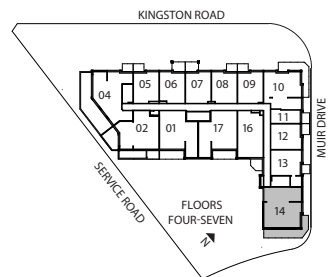 KINGSTON ROAD
04 05 06 07 08 09 10
11
02 01 17 16 12
13
14
MUIR DRIVE
SERVICE ROAD
FLOORS
FOUR-SEVEN
N